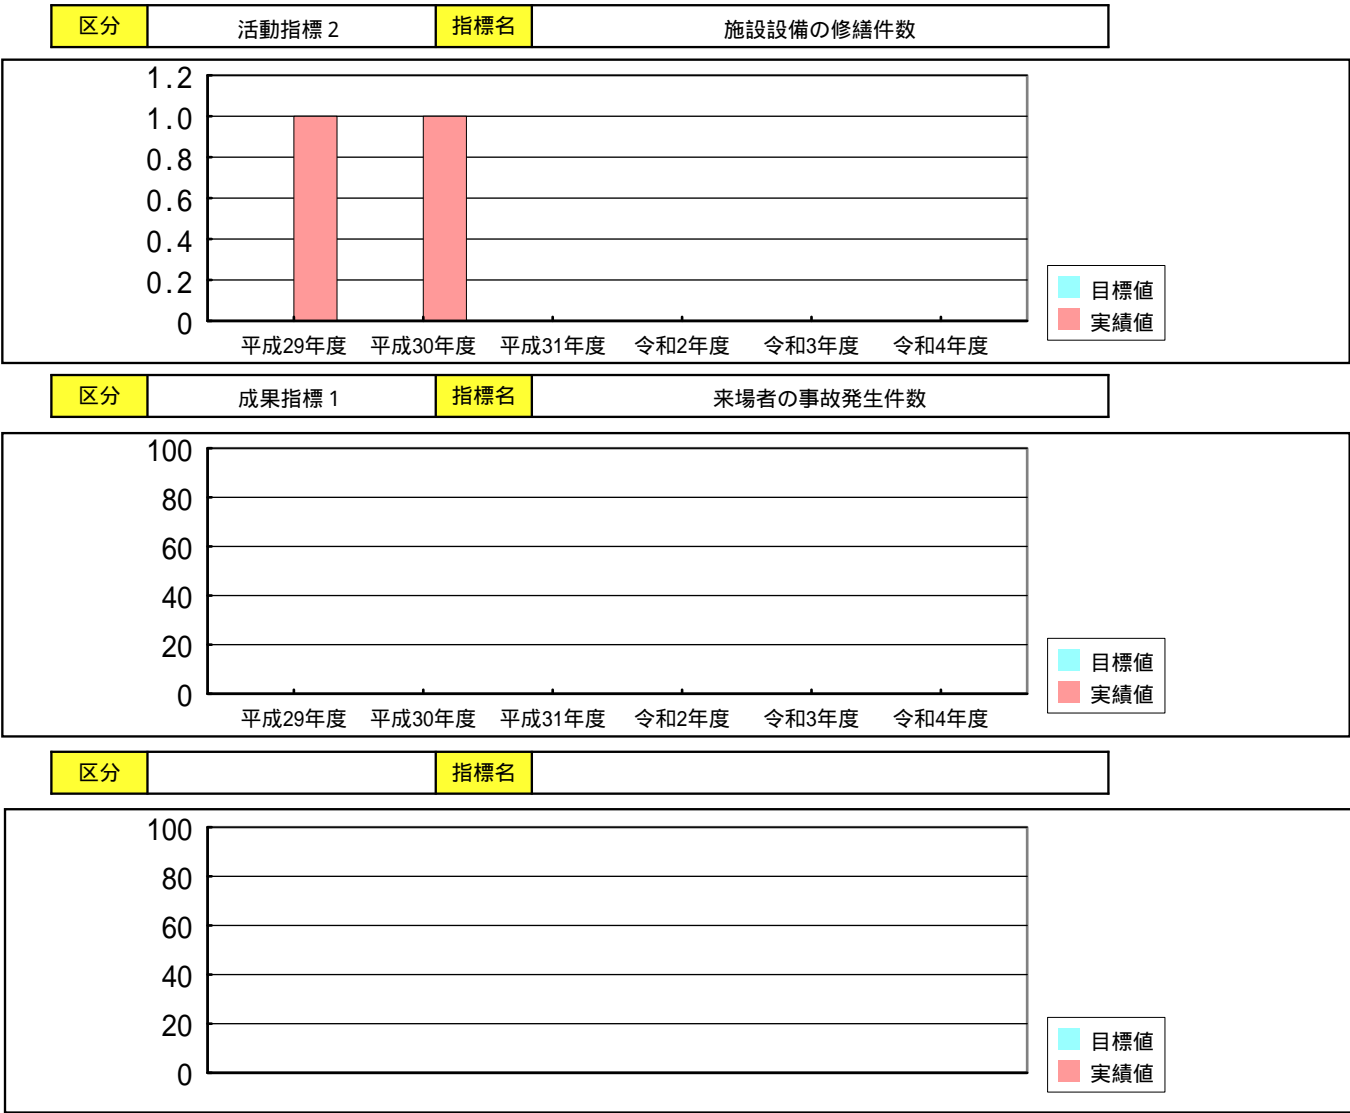 区分 活動指標2 指標名 施設設備の修繕件数
1.2
1.0
0.8
0.6
0.4
0.2
0
平成29年度 平成30年度 平成31年度 令和2年度 令和3年度 令和4年度
目標値
実績値
区分 成果指標1 指標名 来場者の事故発生件数
100
80
60
40
20
0
平成29年度 平成30年度 平成31年度 令和2年度 令和3年度 令和4年度
目標値
実績値
区分 指標名
100
80
60
40
20
0
目標値
実績値